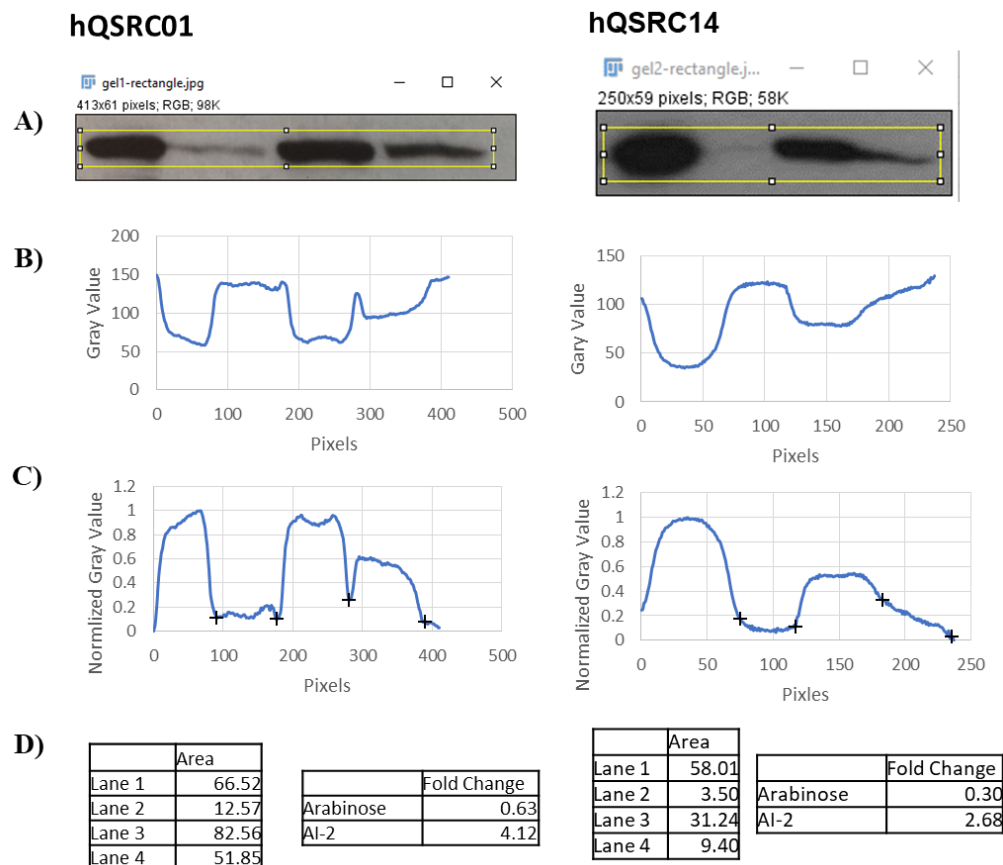 hQSRC01
hQSRC14
gel1-rectangle.jpg
413x61 pixels; RGB; 98K
gel2-rectangle.j...
250x59 pixels; RGB; 58K
A)
B)
200
150
100
50
0
Gray Value
0 100 200 300 400 500
Pixels
150
100
50
0
Gary Value
0 50 100 150 200 250
Pixels
C)
1.2
1
0.8
0.6
0.4
0.2
0
Normlized Gray Value
0 100 200 300 400 500
Pixels
1.2
1
0.8
0.6
0.4
0.2
0
Normalized Gray Value
0 50 100 150 200 250
Pixles
D)
Area
Lane 1 66.52
Lane 2 12.57
Lane 3 82.56
Lane 4 51.85
Fold Change
Arabinose 0.63
AI-2 4.12
Area
Lane 1 58.01
Lane 2 3.50
Lane 3 31.24
Lane 4 9.40
Fold Change
Arabinose 0.30
AI-2 2.68